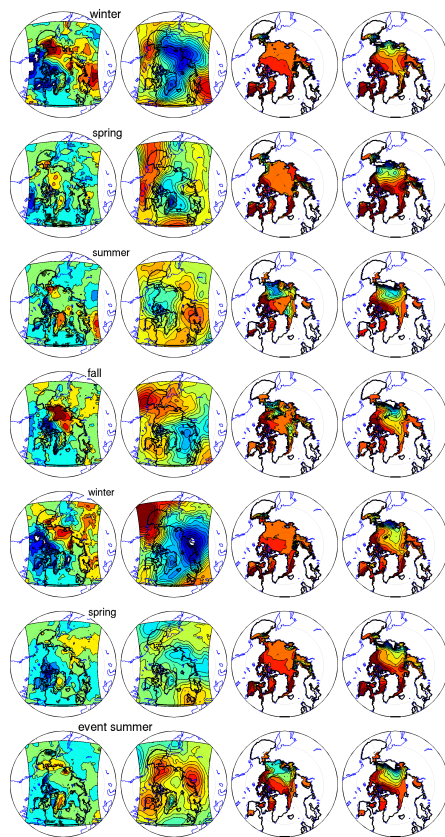 winter
spring
summer
fall
winter
spring
event summer